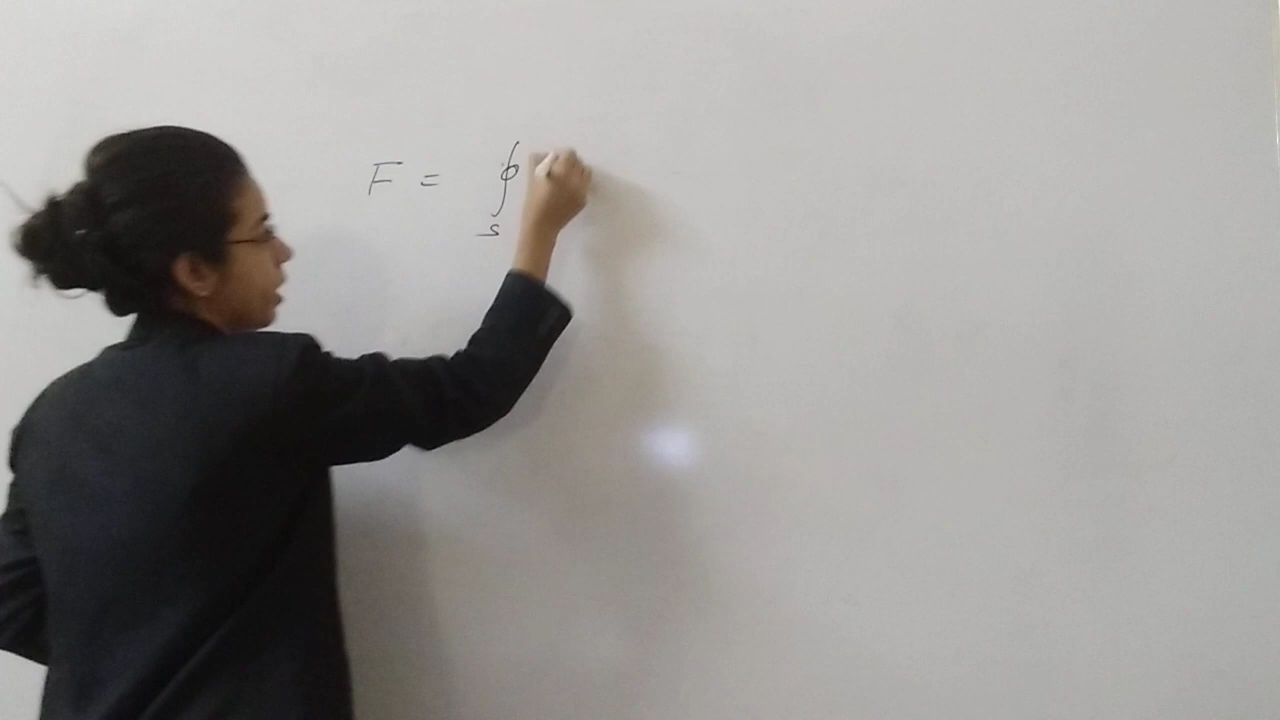 F = ∮
s